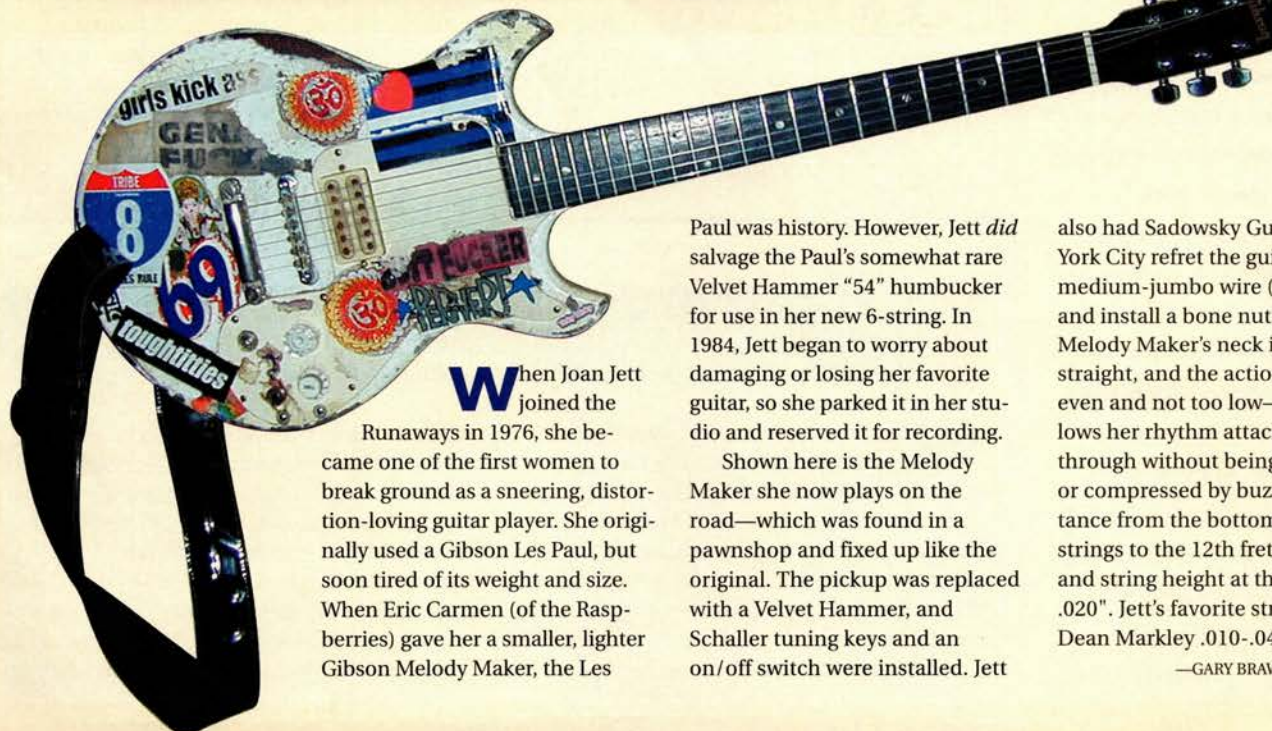 girls kick ass
GEN
FUCK
TRIBE
8
RULE
69
toughtitties
FUCKER
PERVERT
When Joan Jett
joined the
Runaways in 1976, she be-
came one of the first women to
break ground as a sneering, distor-
tion-loving guitar player. She origi-
nally used a Gibson Les Paul, but
soon tired of its weight and size.
When Eric Carmen (of the Rasp-
berries) gave her a smaller, lighter
Gibson Melody Maker, the Les
Paul was history. However, Jett did
salvage the Paul's somewhat rare
Velvet Hammer “54” humbucker
for use in her new 6-string. In
1984, Jett began to worry about
damaging or losing her favorite
guitar, so she parked it in her stu-
dio and reserved it for recording.
Shown here is the Melody
Maker she now plays on the
road—which was found in a
pawnshop and fixed up like the
original. The pickup was replaced
with a Velvet Hammer, and
Schaller tuning keys and an
on/off switch were installed. Jett
also had Sadowsky Gu
York City refret the gui
medium-jumbo wire (
and install a bone nut
Melody Maker's neck i
straight, and the actio
even and not too low—
lows her rhythm attac
through without being
or compressed by buz
tance from the bottom
strings to the 12th fret
and string height at th
.020". Jett's favorite str
Dean Markley .010-.04
—GARY BRAW